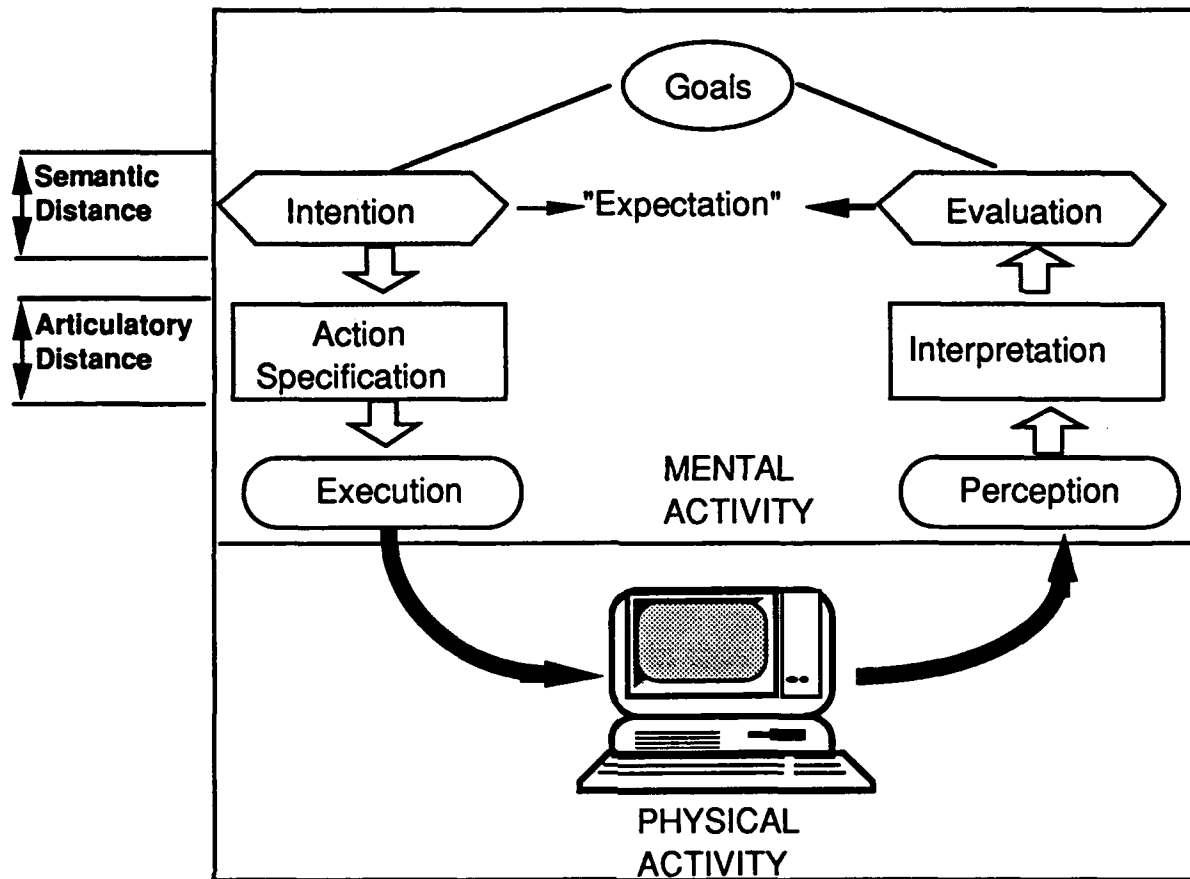 Goals
Semantic
Distance
Intention
"Expectation"
Evaluation
Articulatory
Distance
Action
Specification
Interpretation
Execution
MENTAL
ACTIVITY
Perception
PHYSICAL
ACTIVITY